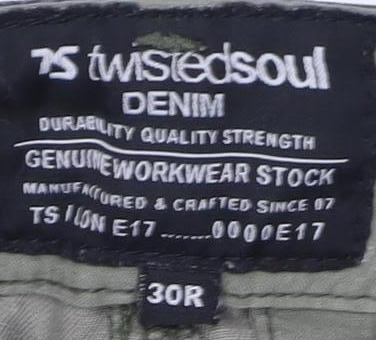 TS twistedsoul
DENIM
DURABILITY QUALITY STRENGTH
GENUINE WORKWEAR STOCK
MANUFACTURED & CRAFTED SINCE 07
TS LON E17 .......0000E17
30R